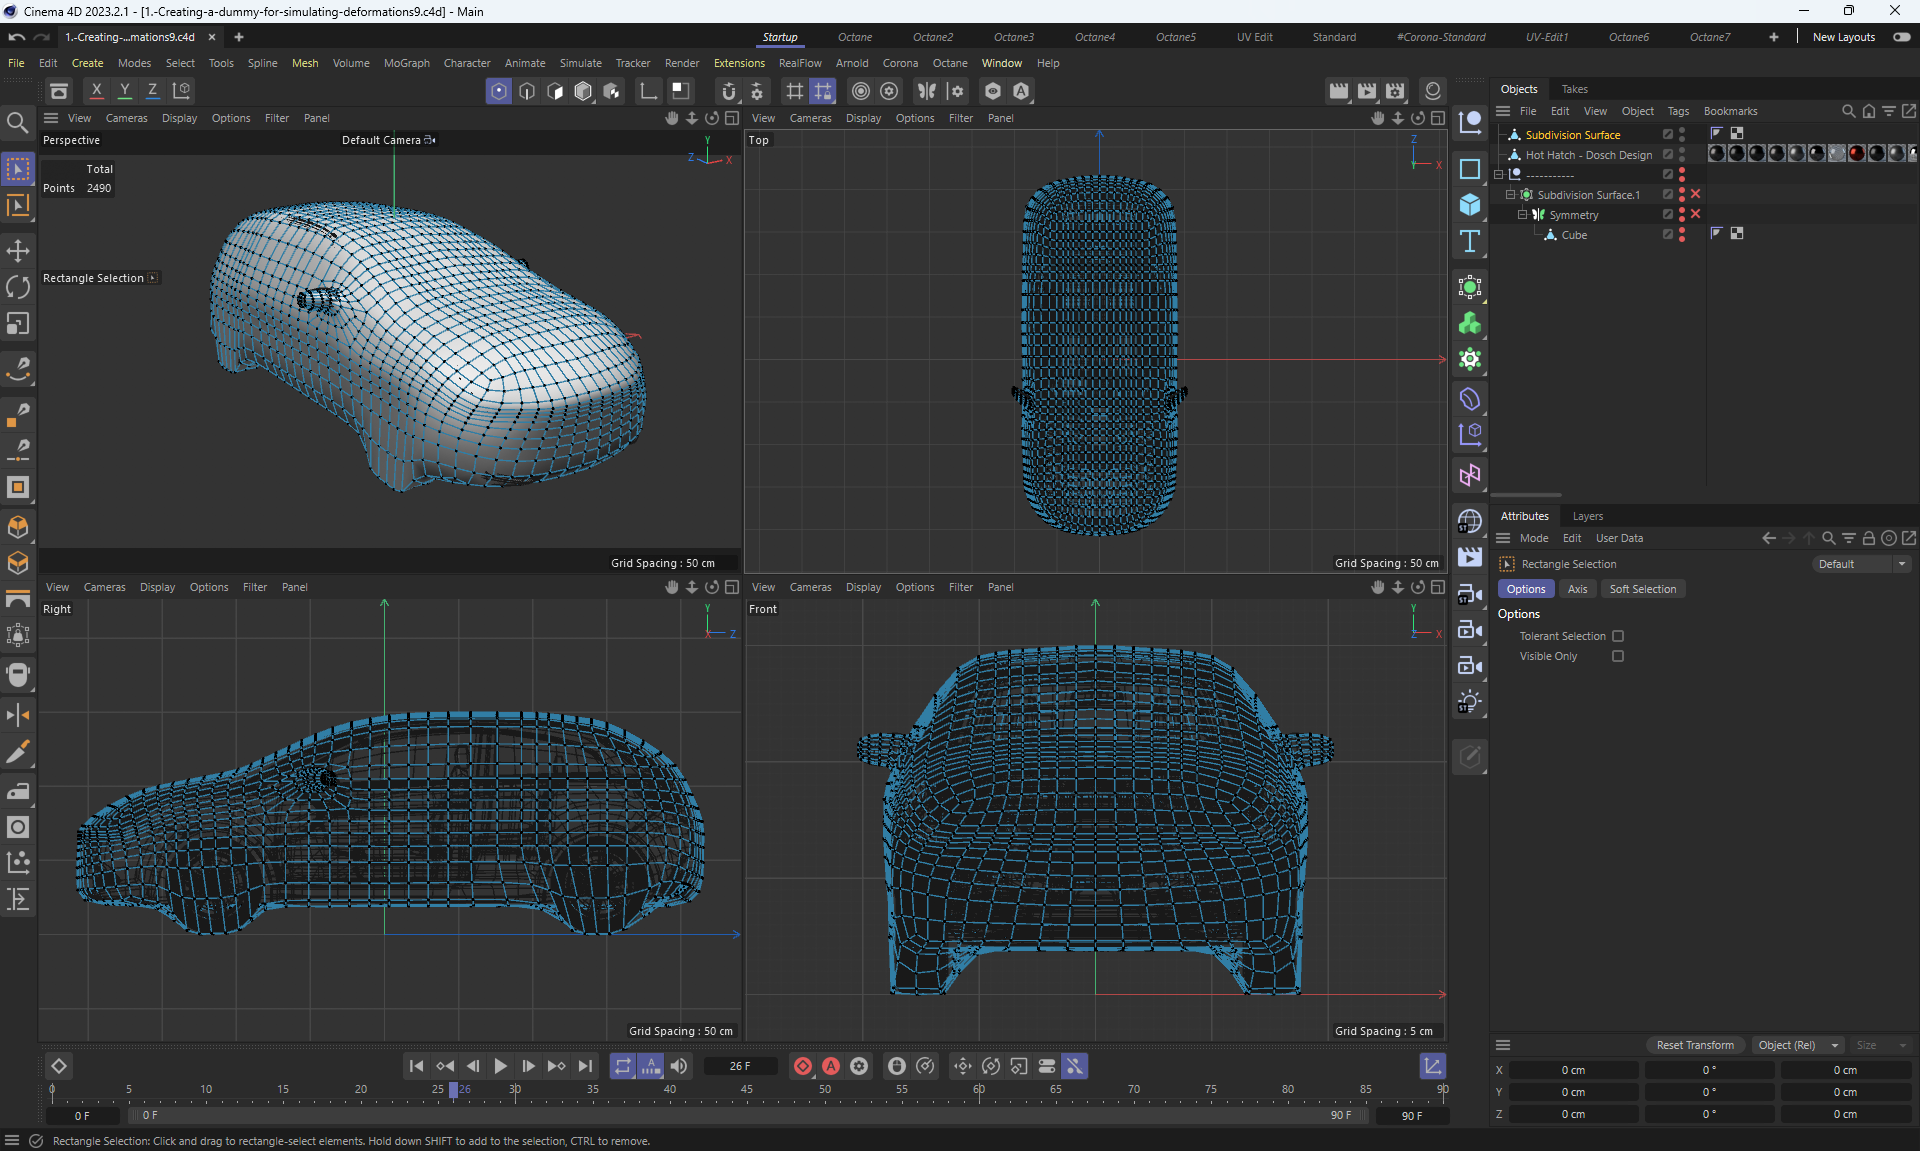 Cinema 4D 2023.2.1 - [1.-Creating-a-dummy-for-simulating-deformations9.c4d] - Main
1.-Creating-...mations9.c4d
Startup Octane Octane2 Octane3 Octane4 Octane5 UV Edit Standard #Corona-Standard UV-Edit1 Octane6 Octane7 New Layouts
File Edit Create Modes Select Tools Spline Mesh Volume MoGraph Character Animate Simulate Tracker Render Extensions RealFlow Arnold Corona Octane Window Help
X Y Z
Objects Takes
File Edit View Object Tags Bookmarks
View Cameras Display Options Filter Panel
View Cameras Display Options Filter Panel
Perspective
Default Camera
Top
Total
Points 2490
Rectangle Selection
Y
Z X
Z
Y X
Grid Spacing : 50 cm
Grid Spacing : 50 cm
Subdivision Surface
Hot Hatch - Dosch Design
-----------
Subdivision Surface.1
Symmetry
Cube
Attributes Layers
Mode Edit User Data
Rectangle Selection
Default
Options Axis Soft Selection
Options
Tolerant Selection
Visible Only
View Cameras Display Options Filter Panel
View Cameras Display Options Filter Panel
Right
Front
Y
X Z
Y
Z X
Grid Spacing : 50 cm
Grid Spacing : 5 cm
26 F
0 5 10 15 20 25 26 30 35 40 45 50 55 60 65 70 75 80 85 90
0 F
0 F
90 F
90 F
Reset Transform Object (Rel) Size
X 0 cm 0 ° 0 cm
Y 0 cm 0 ° 0 cm
Z 0 cm 0 ° 0 cm
Rectangle Selection: Click and drag to rectangle-select elements. Hold down SHIFT to add to the selection, CTRL to remove.